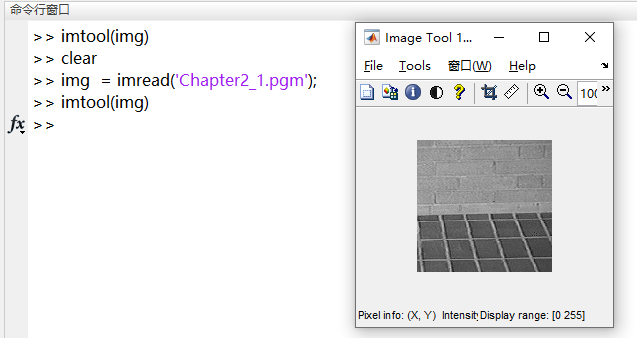 命令行窗口
>> imtool(img)
>> clear
>> img = imread('Chapter2_1.pgm');
>> imtool(img)
fx >>
Image Tool 1...
File Tools 窗口(W) Help
100
Pixel info: (X, Y) Intensity Display range: [0 255]